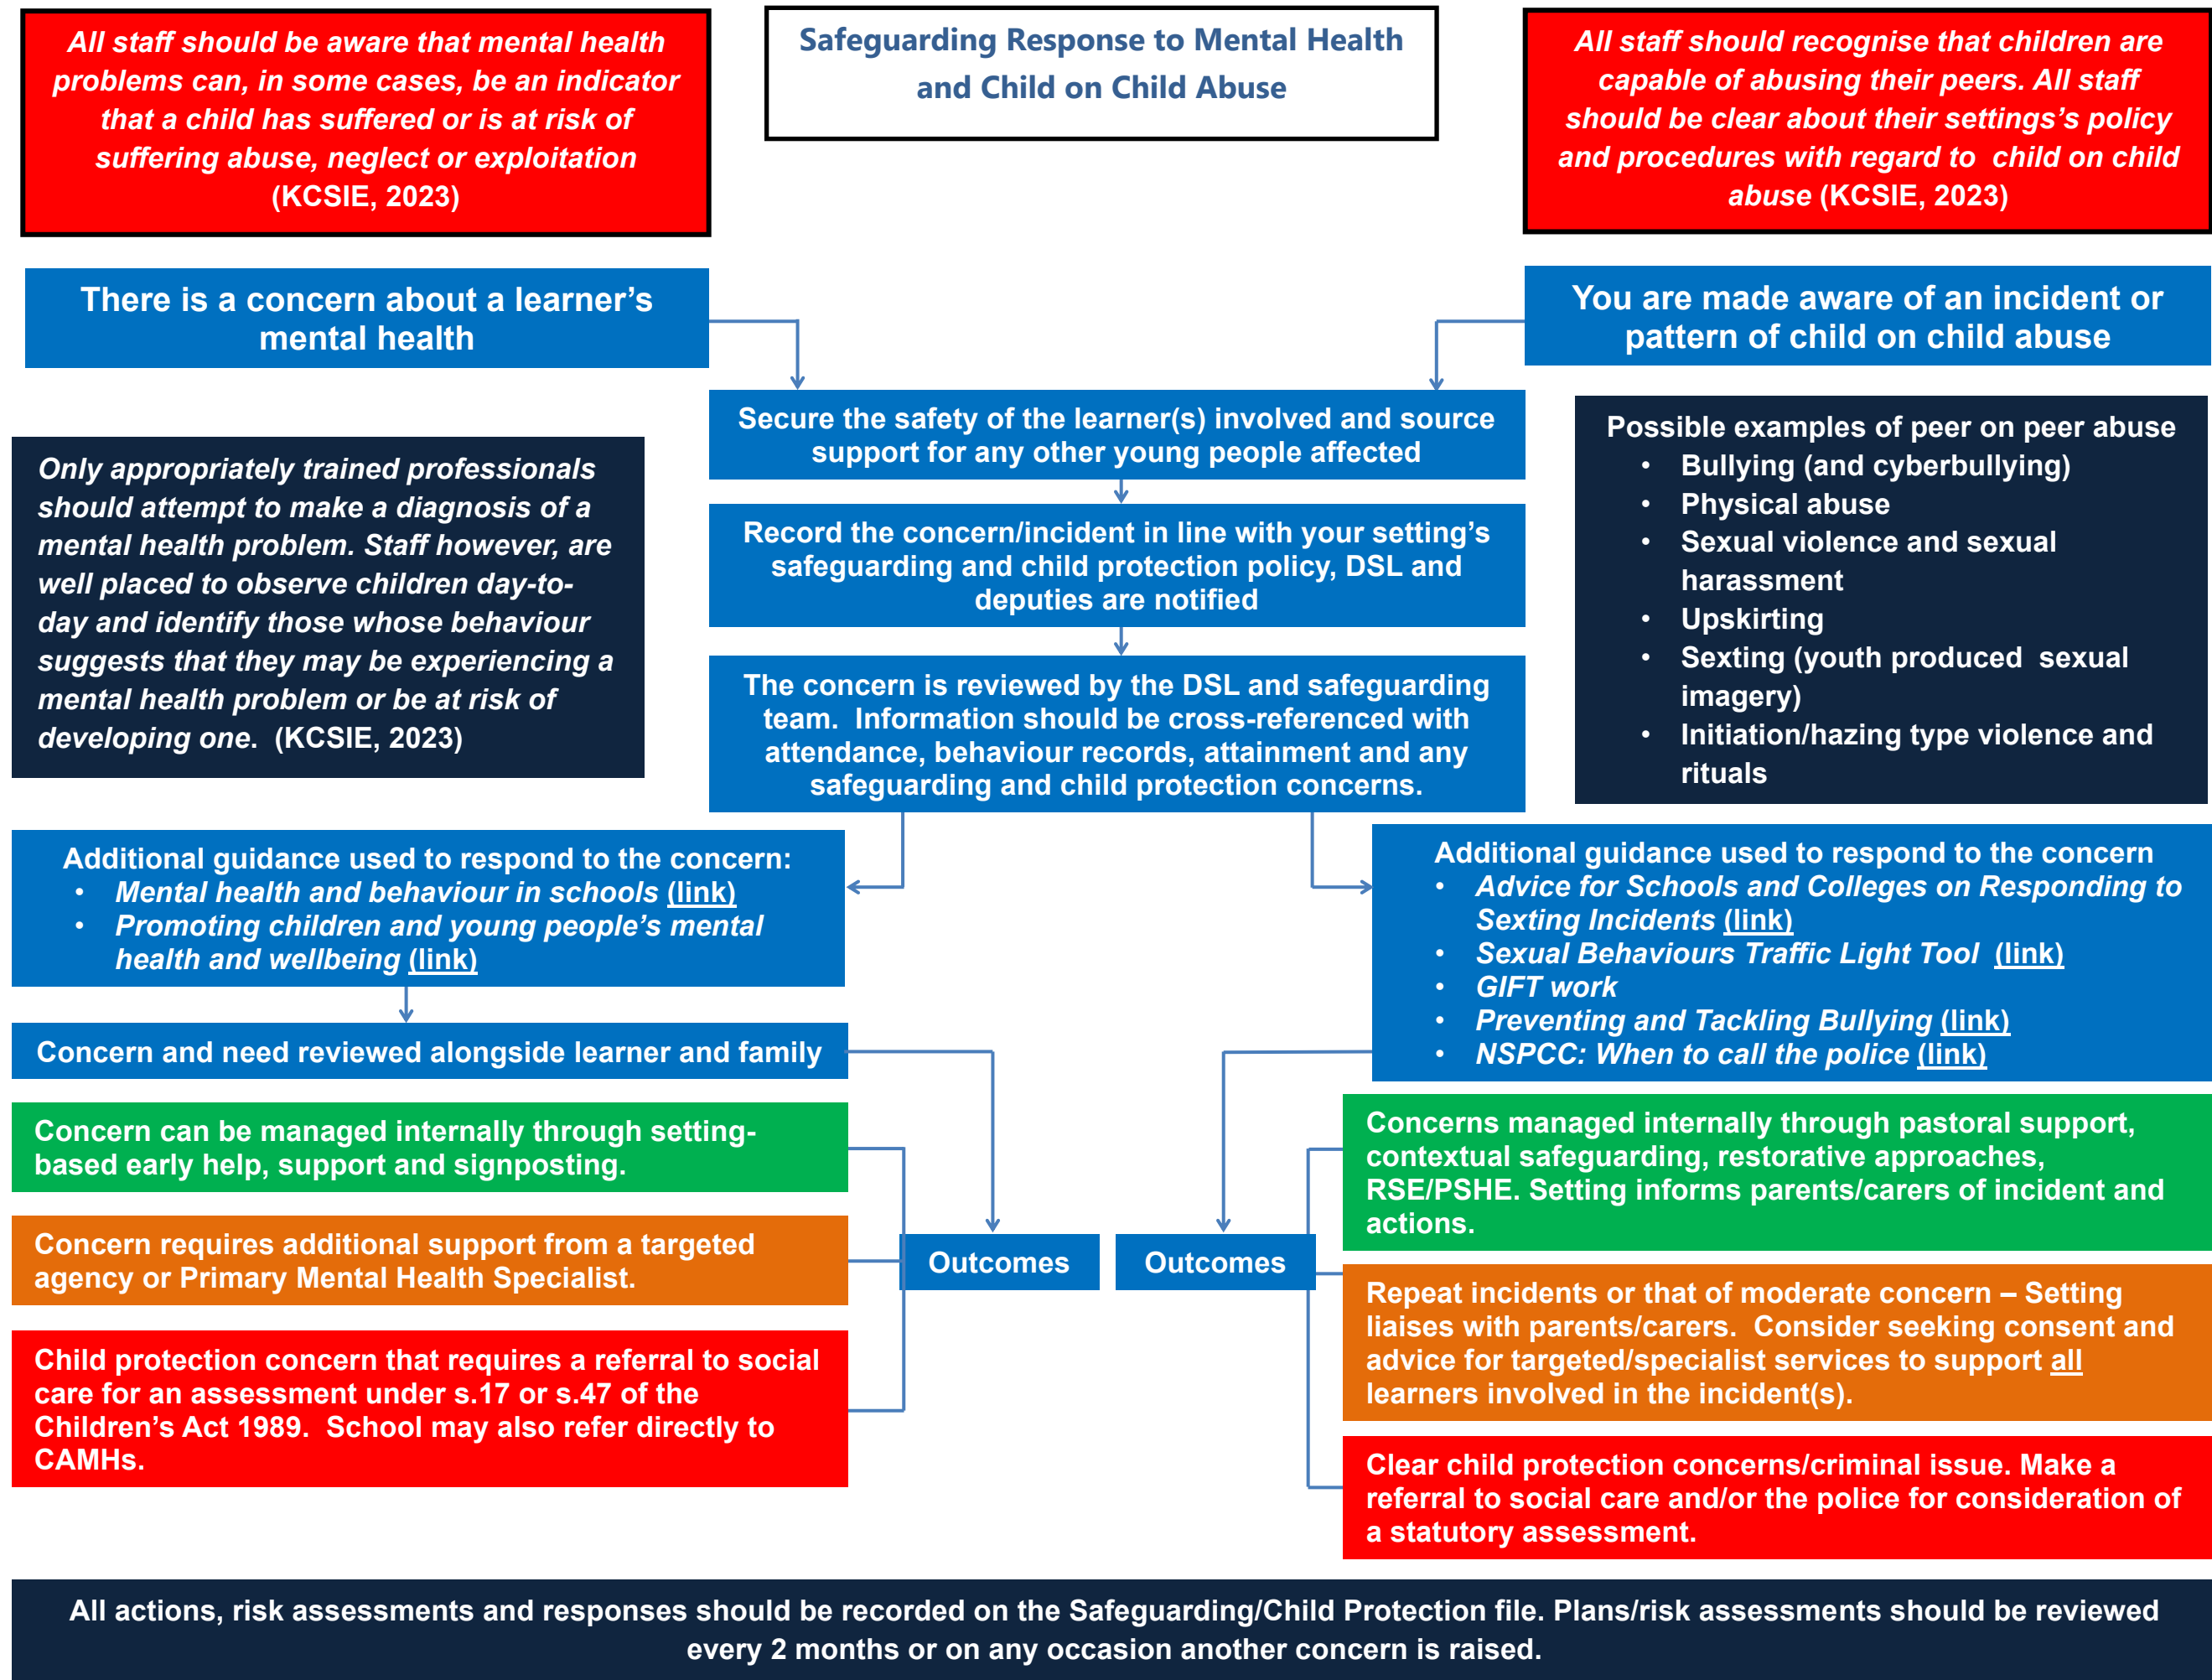 All staff should be aware that mental health
problems can, in some cases, be an indicator
that a child has suffered or is at risk of
suffering abuse, neglect or exploitation
(KCSIE, 2023)
Safeguarding Response to Mental Health
and Child on Child Abuse
All staff should recognise that children are
capable of abusing their peers. All staff
should be clear about their settings's policy
and procedures with regard to child on child
abuse (KCSIE, 2023)
There is a concern about a learner’s
mental health
You are made aware of an incident or
pattern of child on child abuse
Secure the safety of the learner(s) involved and source
support for any other young people affected
Only appropriately trained professionals
should attempt to make a diagnosis of a
mental health problem. Staff however, are
well placed to observe children day-to-
day and identify those whose behaviour
suggests that they may be experiencing a
mental health problem or be at risk of
developing one. (KCSIE, 2023)
Record the concern/incident in line with your setting’s
safeguarding and child protection policy, DSL and
deputies are notified
Possible examples of peer on peer abuse
• Bullying (and cyberbullying)
• Physical abuse
• Sexual violence and sexual
harassment
• Upskirting
• Sexting (youth produced sexual
imagery)
• Initiation/hazing type violence and
rituals
The concern is reviewed by the DSL and safeguarding
team. Information should be cross-referenced with
attendance, behaviour records, attainment and any
safeguarding and child protection concerns.
Additional guidance used to respond to the concern:
• Mental health and behaviour in schools (link)
• Promoting children and young people’s mental
health and wellbeing (link)
Additional guidance used to respond to the concern
• Advice for Schools and Colleges on Responding to
Sexting Incidents (link)
• Sexual Behaviours Traffic Light Tool (link)
• GIFT work
• Preventing and Tackling Bullying (link)
• NSPCC: When to call the police (link)
Concern and need reviewed alongside learner and family
Concern can be managed internally through setting-
based early help, support and signposting.
Concern requires additional support from a targeted
agency or Primary Mental Health Specialist.
Child protection concern that requires a referral to social
care for an assessment under s.17 or s.47 of the
Children’s Act 1989. School may also refer directly to
CAMHs.
Outcomes
Outcomes
Concerns managed internally through pastoral support,
contextual safeguarding, restorative approaches,
RSE/PSHE. Setting informs parents/carers of incident and
actions.
Repeat incidents or that of moderate concern – Setting
liaises with parents/carers. Consider seeking consent and
advice for targeted/specialist services to support all
learners involved in the incident(s).
Clear child protection concerns/criminal issue. Make a
referral to social care and/or the police for consideration of
a statutory assessment.
All actions, risk assessments and responses should be recorded on the Safeguarding/Child Protection file. Plans/risk assessments should be reviewed
every 2 months or on any occasion another concern is raised.